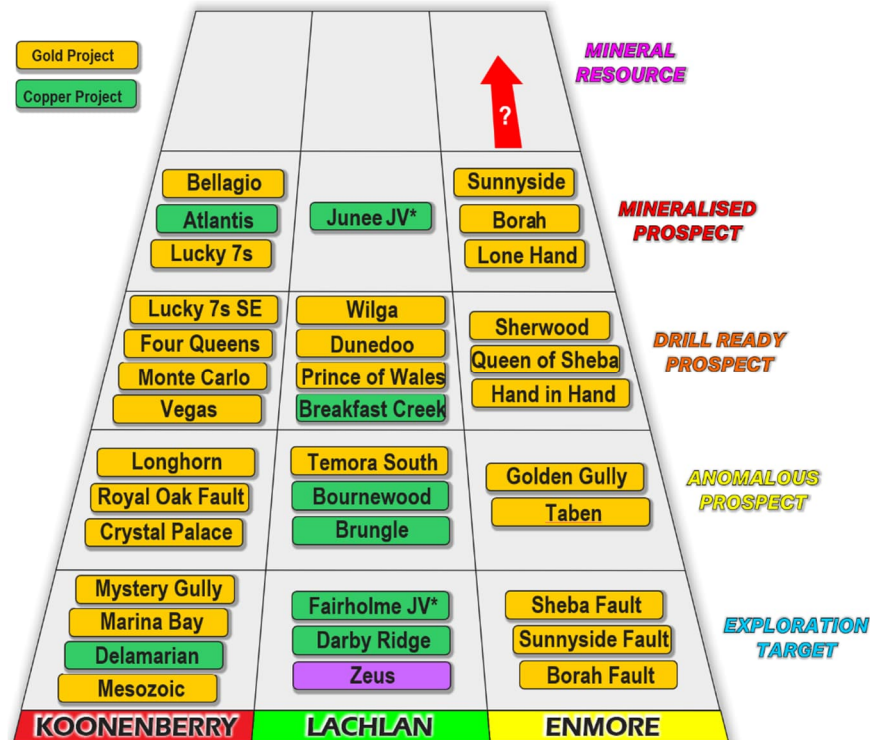 Gold Project
Copper Project
MINERAL
RESOURCE
?
Bellagio
Atlantis
Lucky 7s
Junee JV*
Sunnyside
Borah
Lone Hand
MINERALISED
PROSPECT
Lucky 7s SE
Four Queens
Monte Carlo
Vegas
Wilga
Dunedoo
Prince of Wales
Breakfast Creek
Sherwood
Queen of Sheba
Hand in Hand
DRILL READY
PROSPECT
Longhorn
Royal Oak Fault
Crystal Palace
Temora South
Bournewood
Brungle
Golden Gully
Taben
ANOMALOUS
PROSPECT
Mystery Gully
Marina Bay
Delamarian
Mesozoic
Fairholme JV*
Darby Ridge
Zeus
Sheba Fault
Sunnyside Fault
Borah Fault
EXPLORATION
TARGET
KOONENBERRY
LACHLAN
ENMORE